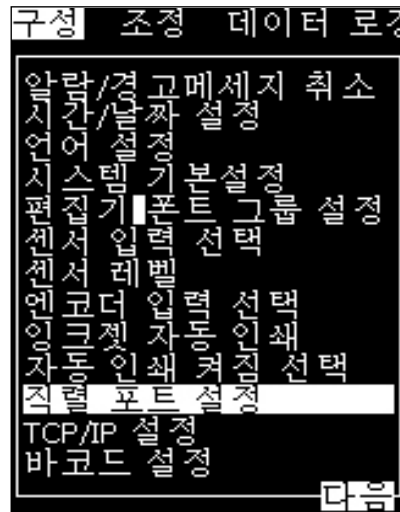 구성 조정 데이터 로깅
알람/경고메세지 취소
시간/날짜 설정
언어 설정
시스템 기본설정
편집기 폰트 그룹 설정
센서 입력 선택
센서 레벨
엔코더 입력 선택
잉크젯 자동 인쇄
자동 인쇄 켜짐 선택
직렬 포트 설정
TCP/IP 설정
바코드 설정
다음